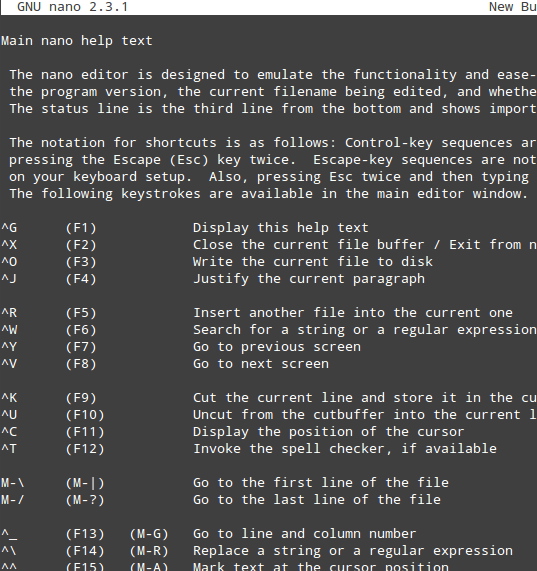 GNU nano 2.3.1 New Bu
Main nano help text
The nano editor is designed to emulate the functionality and ease-
the program version, the current filename being edited, and whethe
The status line is the third line from the bottom and shows import
The notation for shortcuts is as follows: Control-key sequences ar
pressing the Escape (Esc) key twice.  Escape-key sequences are not
on your keyboard setup.  Also, pressing Esc twice and then typing
The following keystrokes are available in the main editor window.
^G (F1) Display this help text
^X (F2) Close the current file buffer / Exit from n
^O (F3) Write the current file to disk
^J (F4) Justify the current paragraph
^R (F5) Insert another file into the current one
^W (F6) Search for a string or a regular expression
^Y (F7) Go to previous screen
^V (F8) Go to next screen
^K (F9) Cut the current line and store it in the cu
^U (F10) Uncut from the cutbuffer into the current l
^C (F11) Display the position of the cursor
^T (F12) Invoke the spell checker, if available
M-\ (M-|) Go to the first line of the file
M-/ (M-?) Go to the last line of the file
^_ (F13) (M-G) Go to line and column number
^\ (F14) (M-R) Replace a string or a regular expression
^^ (F15) (M-A) Mark text at the cursor position